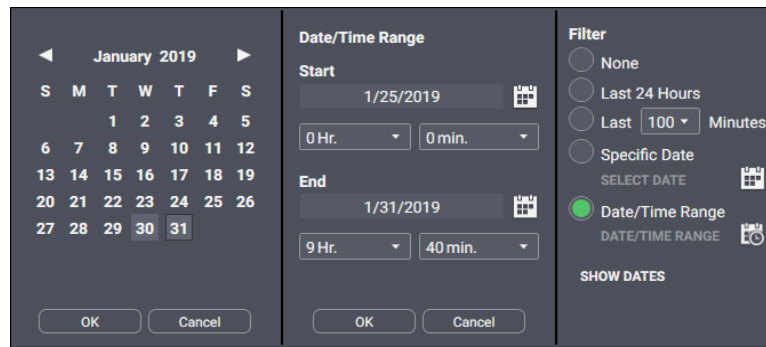 January 2019
S M T W T F S
1 2 3 4 5
6 7 8 9 10 11 12
13 14 15 16 17 18 19
20 21 22 23 24 25 26
27 28 29 30 31
OK Cancel
Date/Time Range
Start
1/25/2019
0 Hr. 0 min.
End
1/31/2019
9 Hr. 40 min.
OK Cancel
Filter
None
Last 24 Hours
Last 100 Minutes
Specific Date
SELECT DATE
Date/Time Range
DATE/TIME RANGE
SHOW DATES